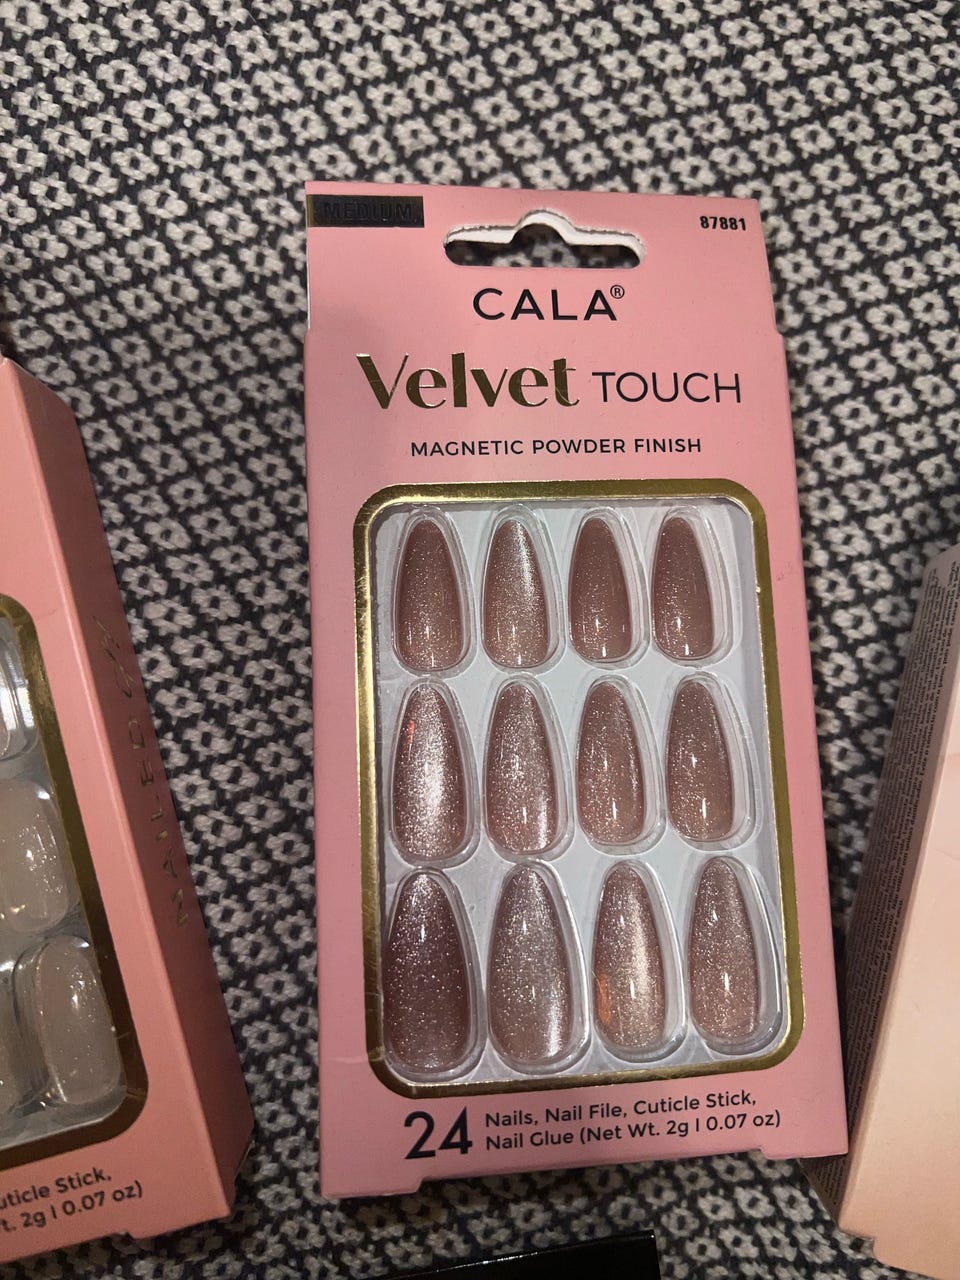 MEDIUM
87881
CALA®
Velvet TOUCH
MAGNETIC POWDER FINISH
24 Nails, Nail File, Cuticle Stick,
Nail Glue (Net Wt. 2g | 0.07 oz)
NAILED it
uticle Stick,
t. 2g | 0.07 oz)